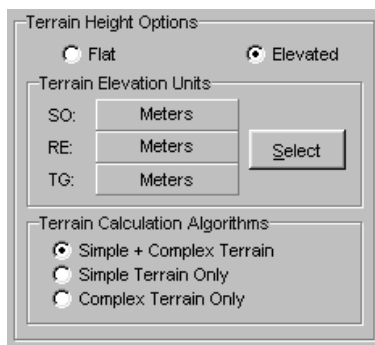 Terrain Height Options
Flat Elevated
Terrain Elevation Units
SO: Meters
RE: Meters
Select
TG: Meters
Terrain Calculation Algorithms
Simple + Complex Terrain
Simple Terrain Only
Complex Terrain Only